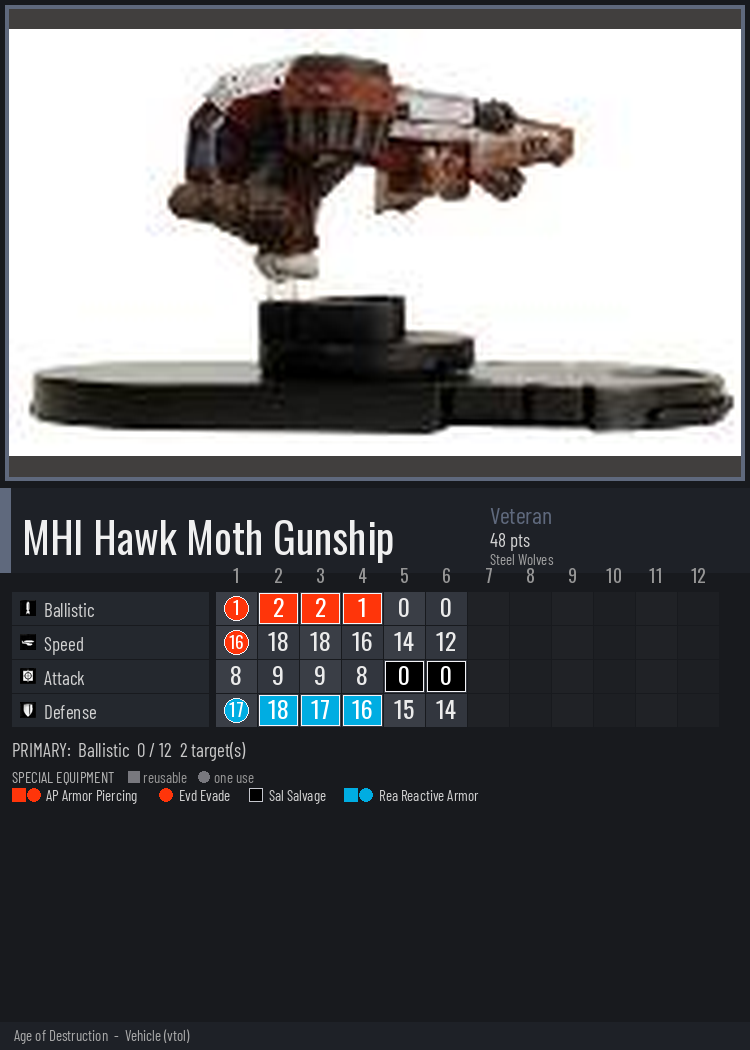 MHI Hawk Moth Gunship
Veteran
48 pts
Steel Wolves
1 2 3 4 5 6 7 8 9 10 11 12
Ballistic 1 2 2 1 0 0
Speed 16 18 18 16 14 12
Attack 8 9 9 8 0 0
Defense 17 18 17 16 15 14
PRIMARY: Ballistic 0 / 12 2 target(s)
SPECIAL EQUIPMENT reusable one use
AP Armor Piercing Evd Evade Sal Salvage Rea Reactive Armor
Age of Destruction - Vehicle (vtol)